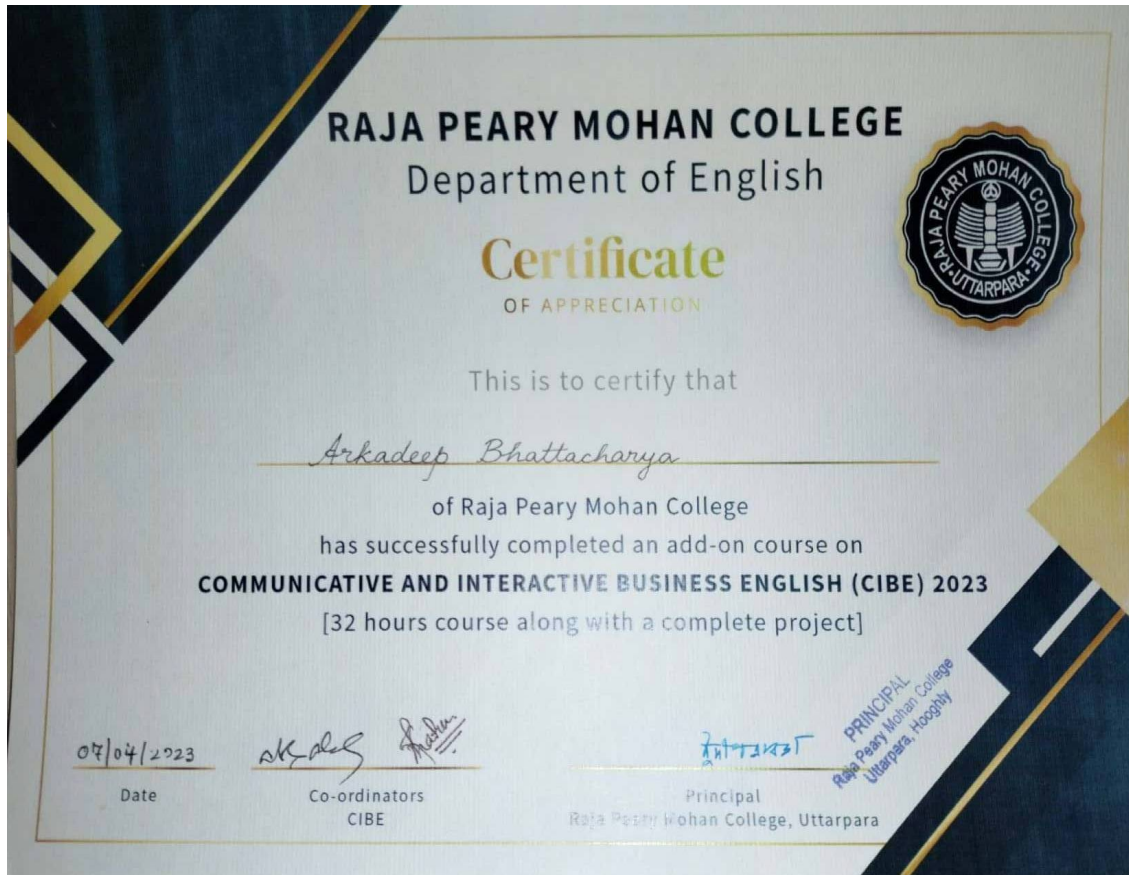 RAJA PEARY MOHAN COLLEGE
Department of English
RAJA PEARY MOHAN COLLEGE
UTTARPARA
Certificate
OF APPRECIATION
This is to certify that
Arkadeep Bhattacharya
of Raja Peary Mohan College
has successfully completed an add-on course on
COMMUNICATIVE AND INTERACTIVE BUSINESS ENGLISH (CIBE) 2023
[32 hours course along with a complete project]
07/04/2023
Date
Co-ordinators
CIBE
PRINCIPAL
Raja Peary Mohan College
Uttarpara, Hooghly
Principal
Raja Peary Mohan College, Uttarpara